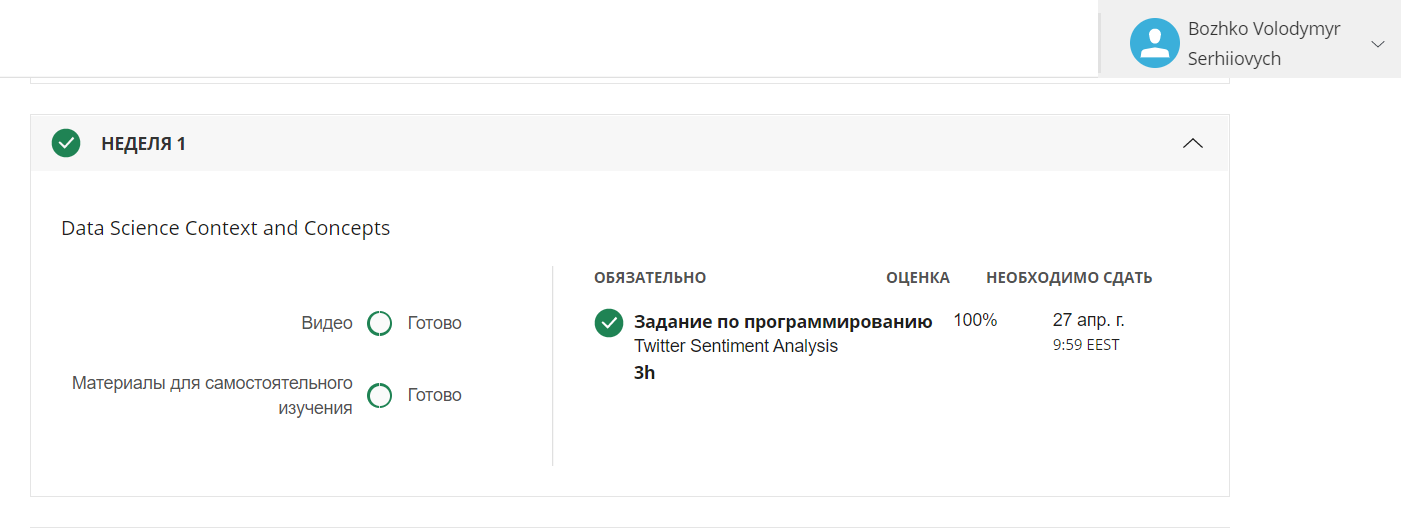 Bozhko Volodymyr
Serhiiovych
НЕДЕЛЯ 1
Data Science Context and Concepts
Видео Готово
Материалы для самостоятельного
изучения Готово
ОБЯЗАТЕЛЬНО ОЦЕНКА НЕОБХОДИМО СДАТЬ
Задание по программированию 100% 27 апр. г.
Twitter Sentiment Analysis 9:59 EEST
3h